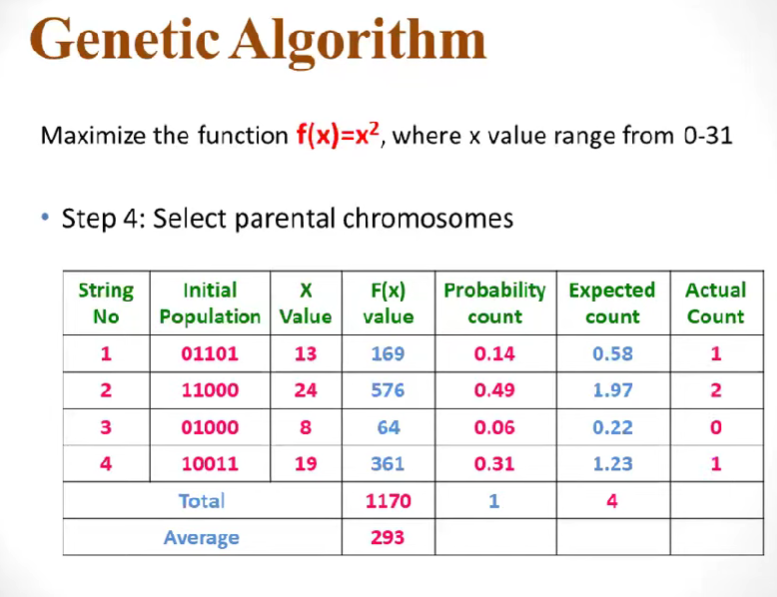 Genetic Algorithm
Maximize the function f(x)=x², where x value range from 0-31
• Step 4: Select parental chromosomes
String No Initial Population X Value F(x) value Probability count Expected count Actual Count
1 01101 13 169 0.14 0.58 1
2 11000 24 576 0.49 1.97 2
3 01000 8 64 0.06 0.22 0
4 10011 19 361 0.31 1.23 1
Total 1170 1 4
Average 293